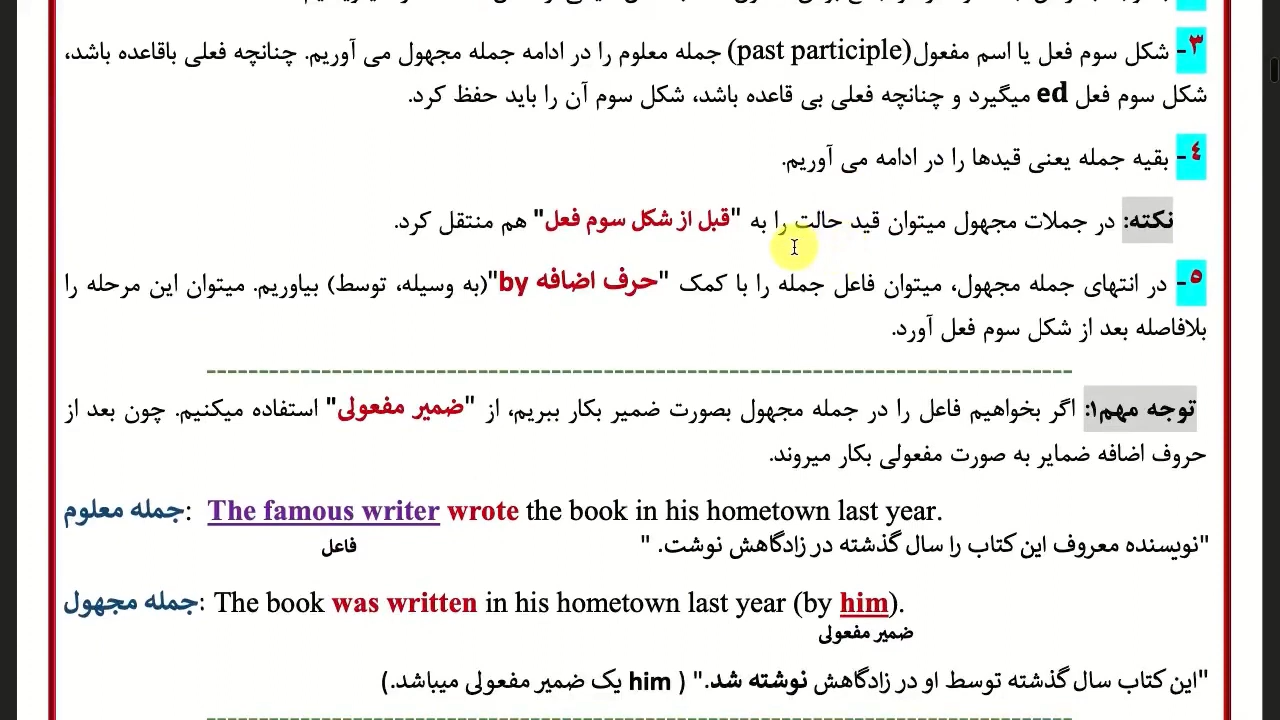 ۳- شکل سوم فعل یا اسم مفعول(past participle) جمله معلوم را در ادامه جمله مجهول می آوریم. چنانچه فعلی باقاعده باشد،
شکل سوم فعل ed میگیرد و چنانچه فعلی بی قاعده باشد، شکل سوم آن را باید حفظ کرد.
٤- بقیه جمله یعنی قیدها را در ادامه می آوریم.
نکته: در جملات مجهول میتوان قید حالت را به "قبل از شکل سوم فعل" هم منتقل کرد.
۵- در انتهای جمله مجهول، میتوان فاعل جمله را با کمک "حرف اضافه by"(به وسیله، توسط) بیاوریم. میتوان این مرحله را
بلافاصله بعد از شکل سوم فعل آورد.
توجه مهم۱: اگر بخواهیم فاعل را در جمله مجهول بصورت ضمیر بکار ببریم، از "ضمیر مفعولی" استفاده میکنیم. چون بعد از
حروف اضافه ضمایر به صورت مفعولی بکار میروند.
جمله معلوم: The famous writer wrote the book in his hometown last year.
فاعل
"نویسنده معروف این کتاب را سال گذشته در زادگاهش نوشت. "
جمله مجهول: The book was written in his hometown last year (by him).
ضمیر مفعولی
"این کتاب سال گذشته توسط او در زادگاهش نوشته شد." ( him یک ضمیر مفعولی میباشد.)